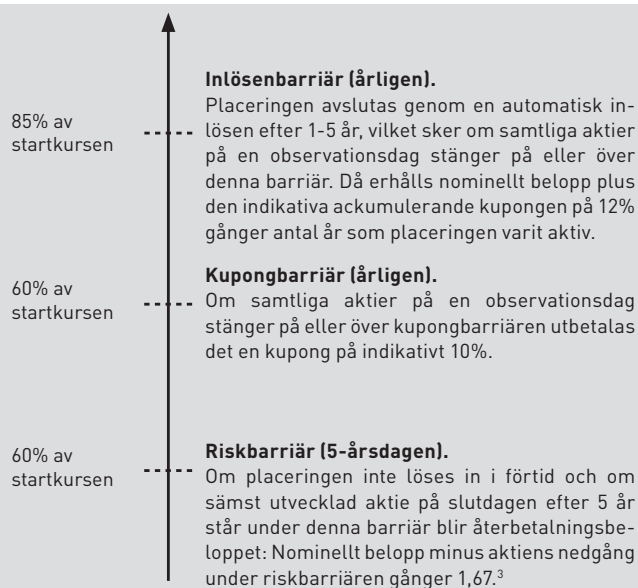 Inlösenbarriär (årligen).
85% av
startkursen
Placeringen avslutas genom en automatisk in-
lösen efter 1-5 år, vilket sker om samtliga aktier
på en observationsdag stänger på eller över
denna barriär. Då erhålls nominellt belopp plus
den indikativa ackumulerande kupongen på 12%
gånger antal år som placeringen varit aktiv.
60% av
startkursen
Kupongbarriär (årligen).
Om samtliga aktier på en observationsdag
stänger på eller över kupongbarriären utbetalas
det en kupong på indikativt 10%.
60% av
startkursen
Riskbarriär (5-årsdagen).
Om placeringen inte löses in i förtid och om
sämst utvecklad aktie på slutdagen efter 5 år
står under denna barriär blir återbetalningsbe-
loppet: Nominellt belopp minus aktiens nedgång
under riskbarriären gånger 1,67.³